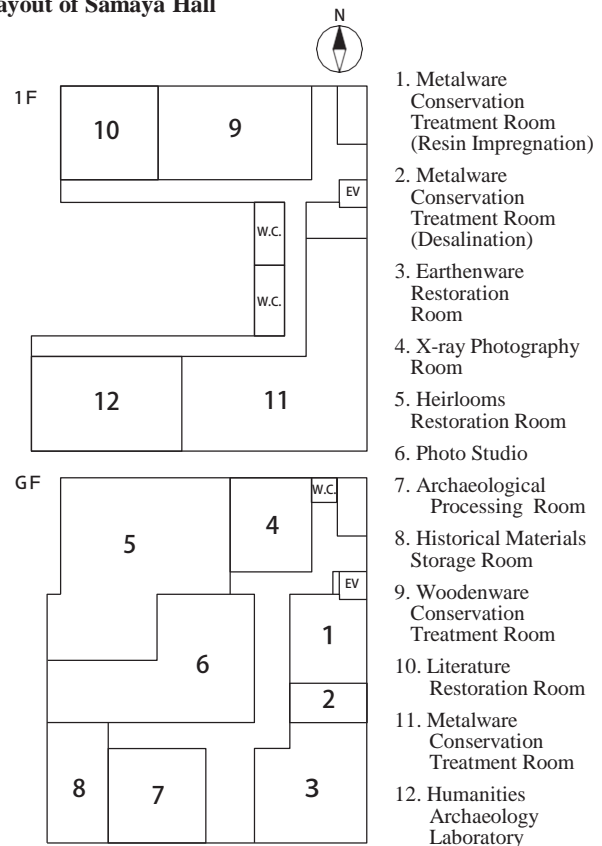 ayout of Samaya Hall
N
1F
10
9
EV
W.C.
W.C.
12
11
GF
W.C.
4
5
EV
1
6
2
8
7
3
1. Metalware
Conservation
Treatment Room
(Resin Impregnation)
2. Metalware
Conservation
Treatment Room
(Desalination)
3. Earthenware
Restoration
Room
4. X-ray Photography
Room
5. Heirlooms
Restoration Room
6. Photo Studio
7. Archaeological
Processing Room
8. Historical Materials
Storage Room
9. Woodenware
Conservation
Treatment Room
10. Literature
Restoration Room
11. Metalware
Conservation
Treatment Room
12. Humanities
Archaeology
Laboratory